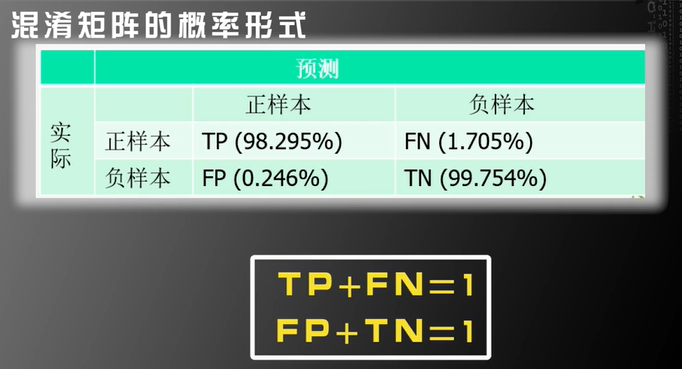 混淆矩阵的概率形式
预测
正样本 负样本
实际
正样本 TP (98.295%) FN (1.705%)
负样本 FP (0.246%) TN (99.754%)
TP+FN=1
FP+TN=1